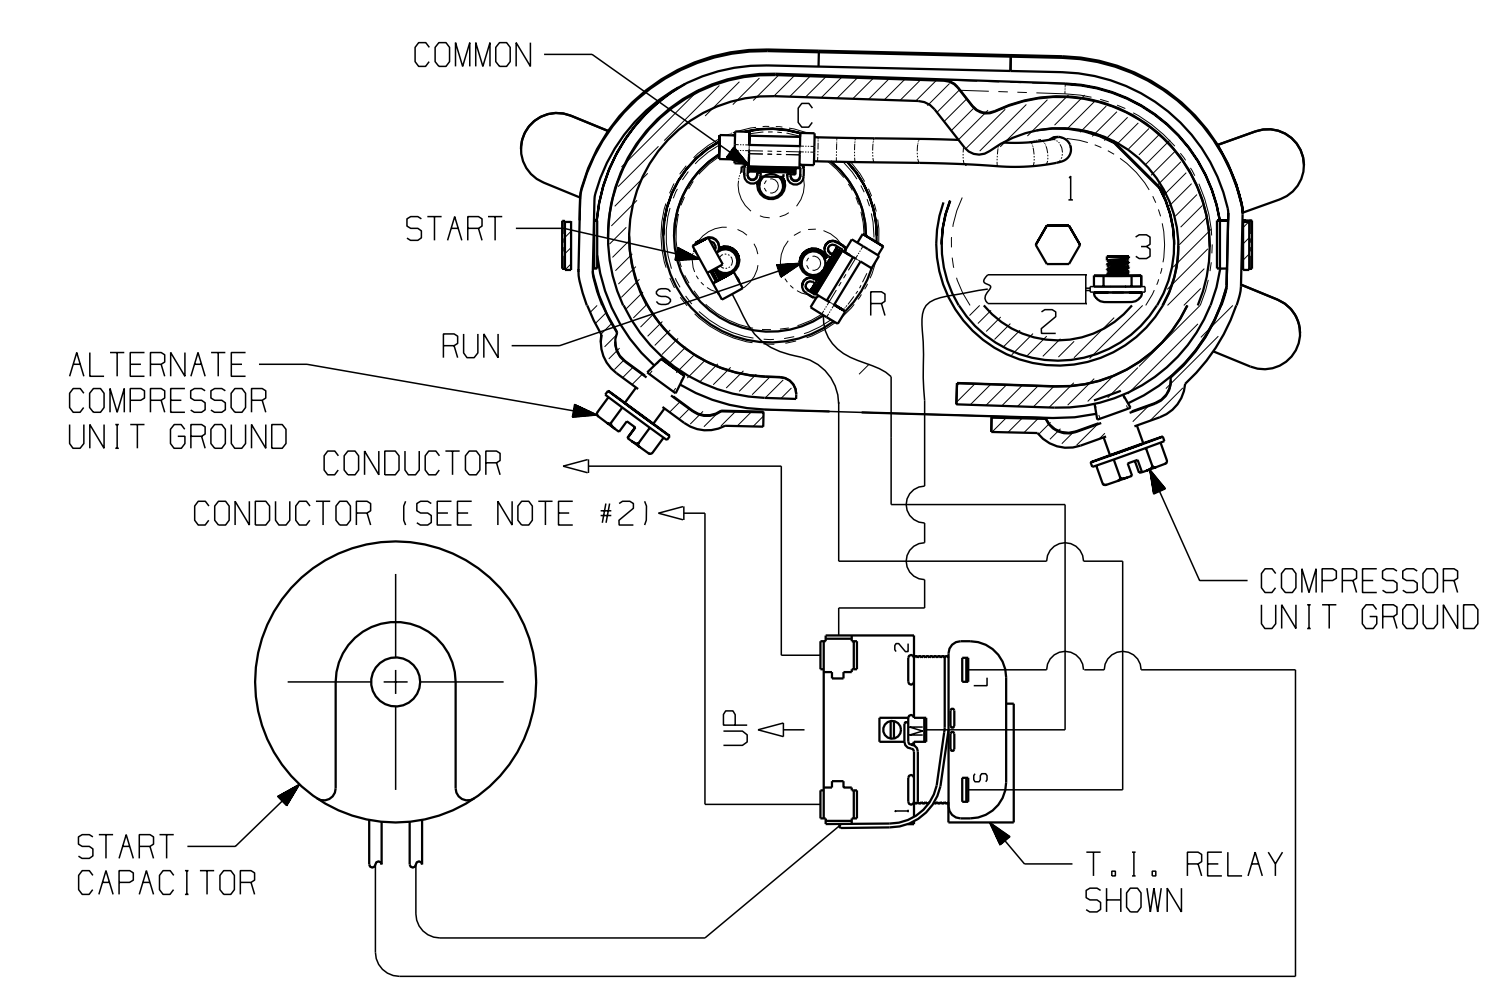 COMMON
C
1
START
3
S
R
2
RUN
ALTERNATE
COMPRESSOR
UNIT GROUND
CONDUCTOR
CONDUCTOR (SEE NOTE #2)
COMPRESSOR
UNIT GROUND
2
L
UP
M
S
1
START
CAPACITOR
T.I. RELAY
SHOWN